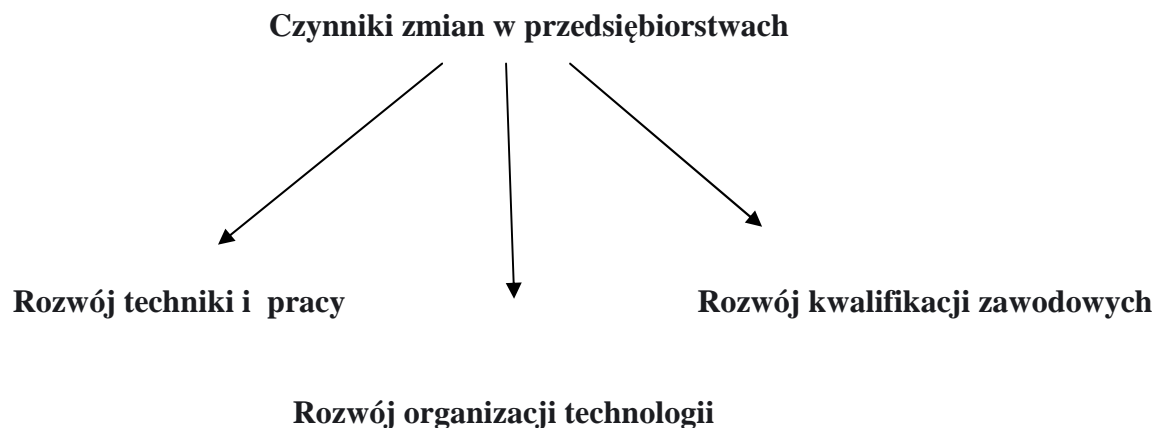 Czynniki zmian w przedsiębiorstwach
Rozwój techniki i  pracy
Rozwój kwalifikacji zawodowych
Rozwój organizacji technologii